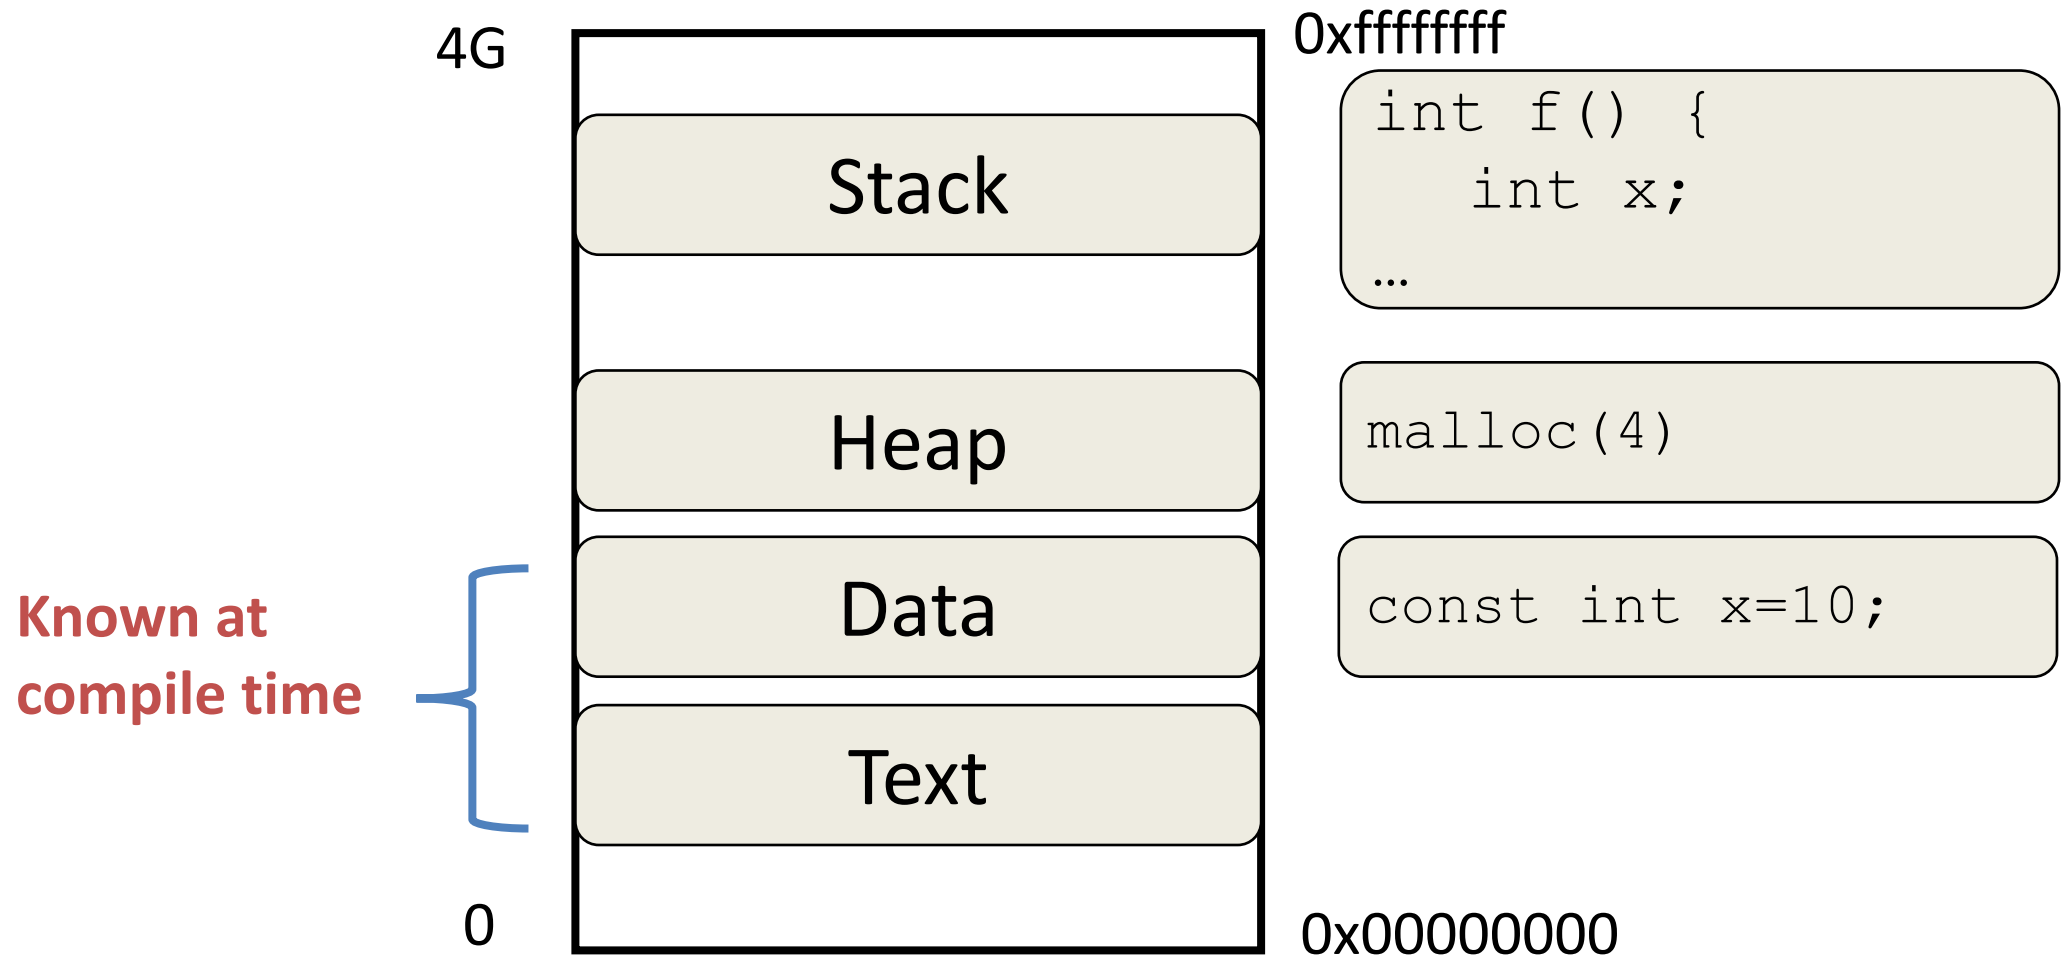 4G
0xffffffff
Stack
int f() {
int x;
…
Heap
malloc(4)
Data
const int x=10;
Known at
compile time
Text
0
0x00000000